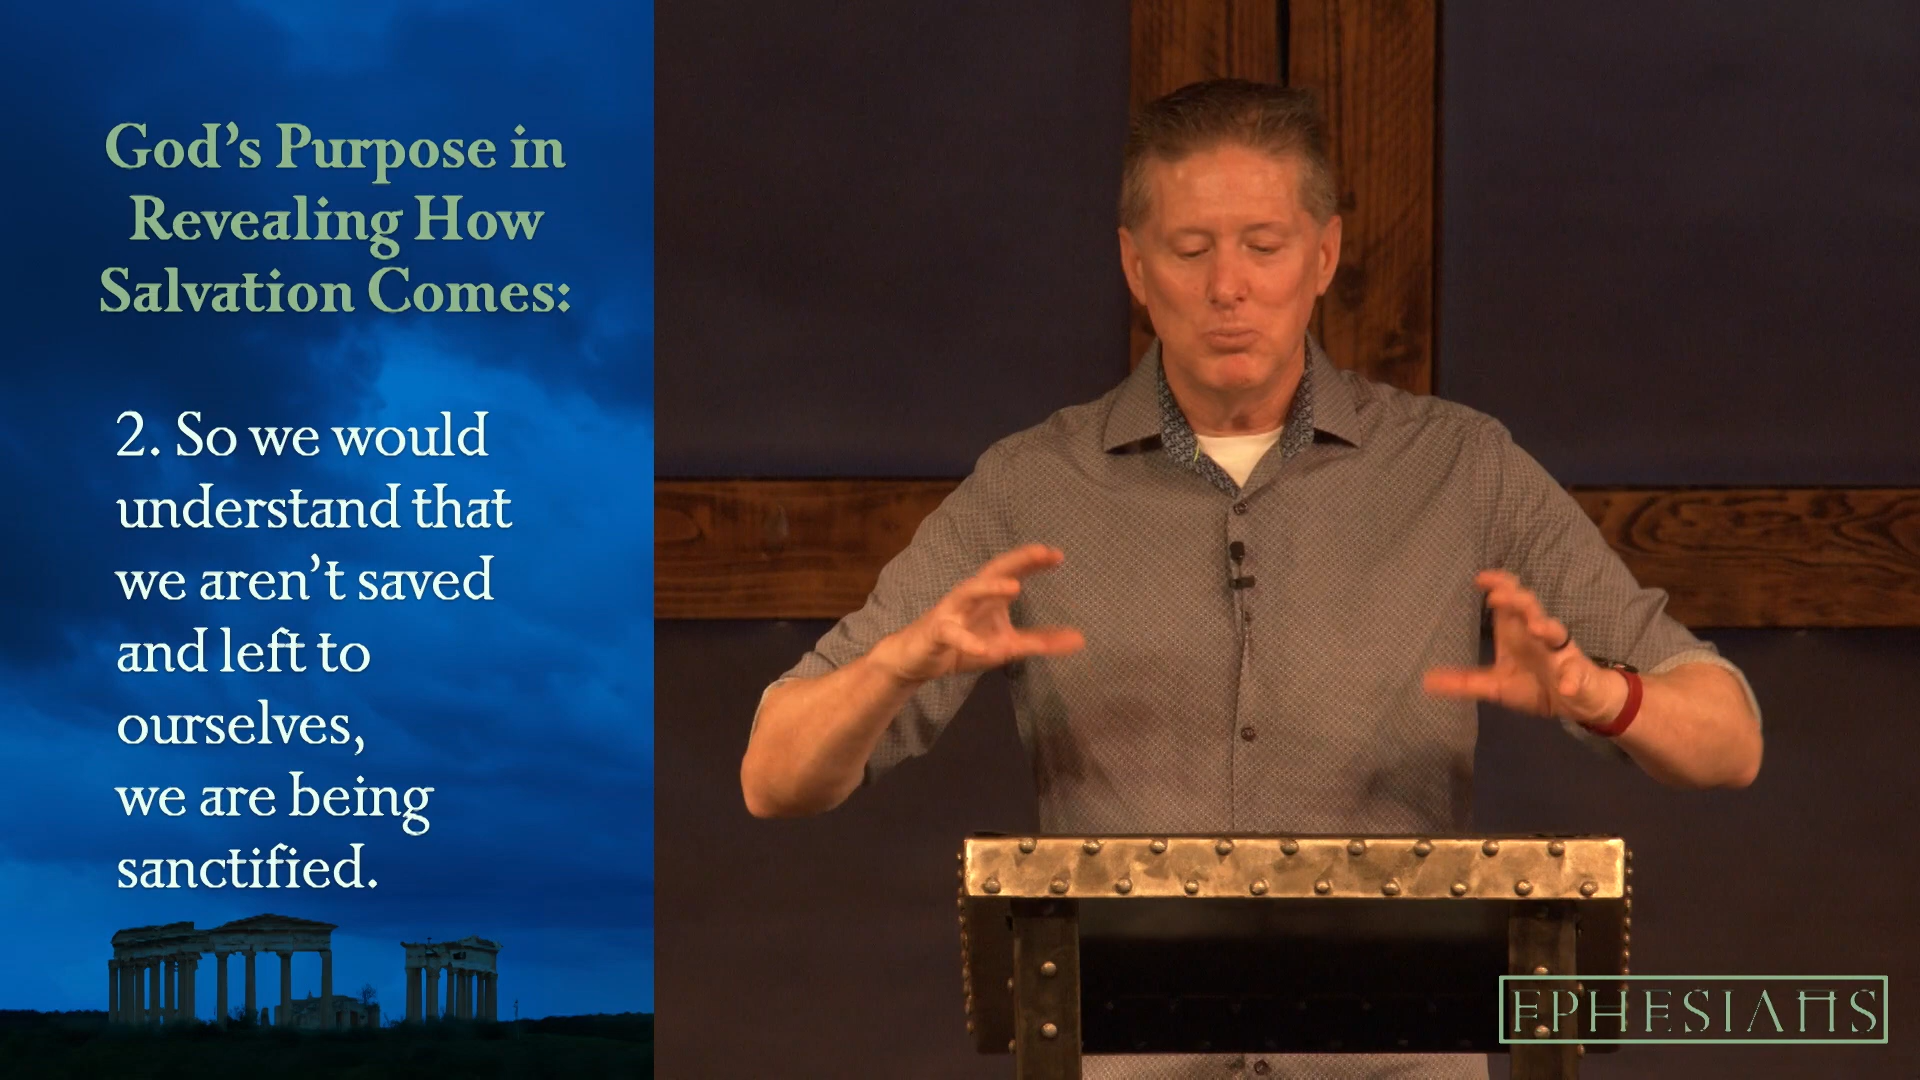 God’s Purpose in
Revealing How
Salvation Comes:
2. So we would
understand that
we aren’t saved
and left to
ourselves,
we are being
sanctified.
EPHESIANS